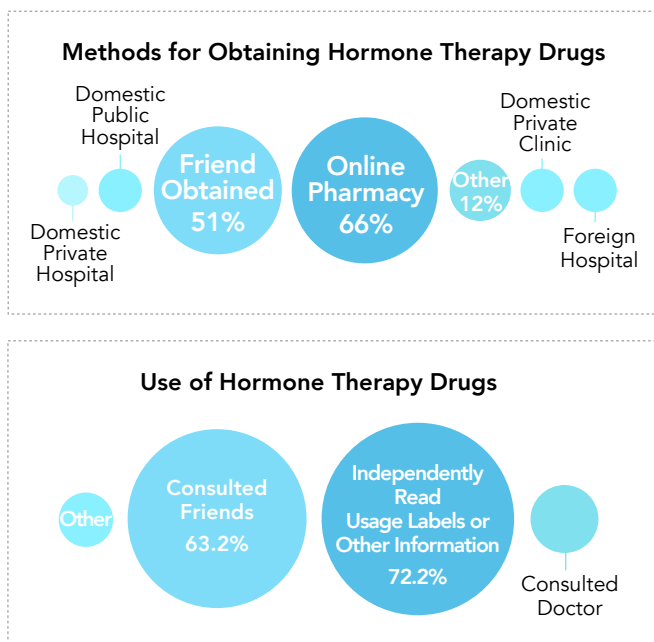 Methods for Obtaining Hormone Therapy Drugs
Domestic
Public
Hospital
Domestic
Private
Hospital
Friend
Obtained
51%
Online
Pharmacy
66%
Other
12%
Domestic
Private
Clinic
Foreign
Hospital
Use of Hormone Therapy Drugs
Other
Consulted
Friends
63.2%
Independently
Read
Usage Labels or
Other Information
72.2%
Consulted
Doctor